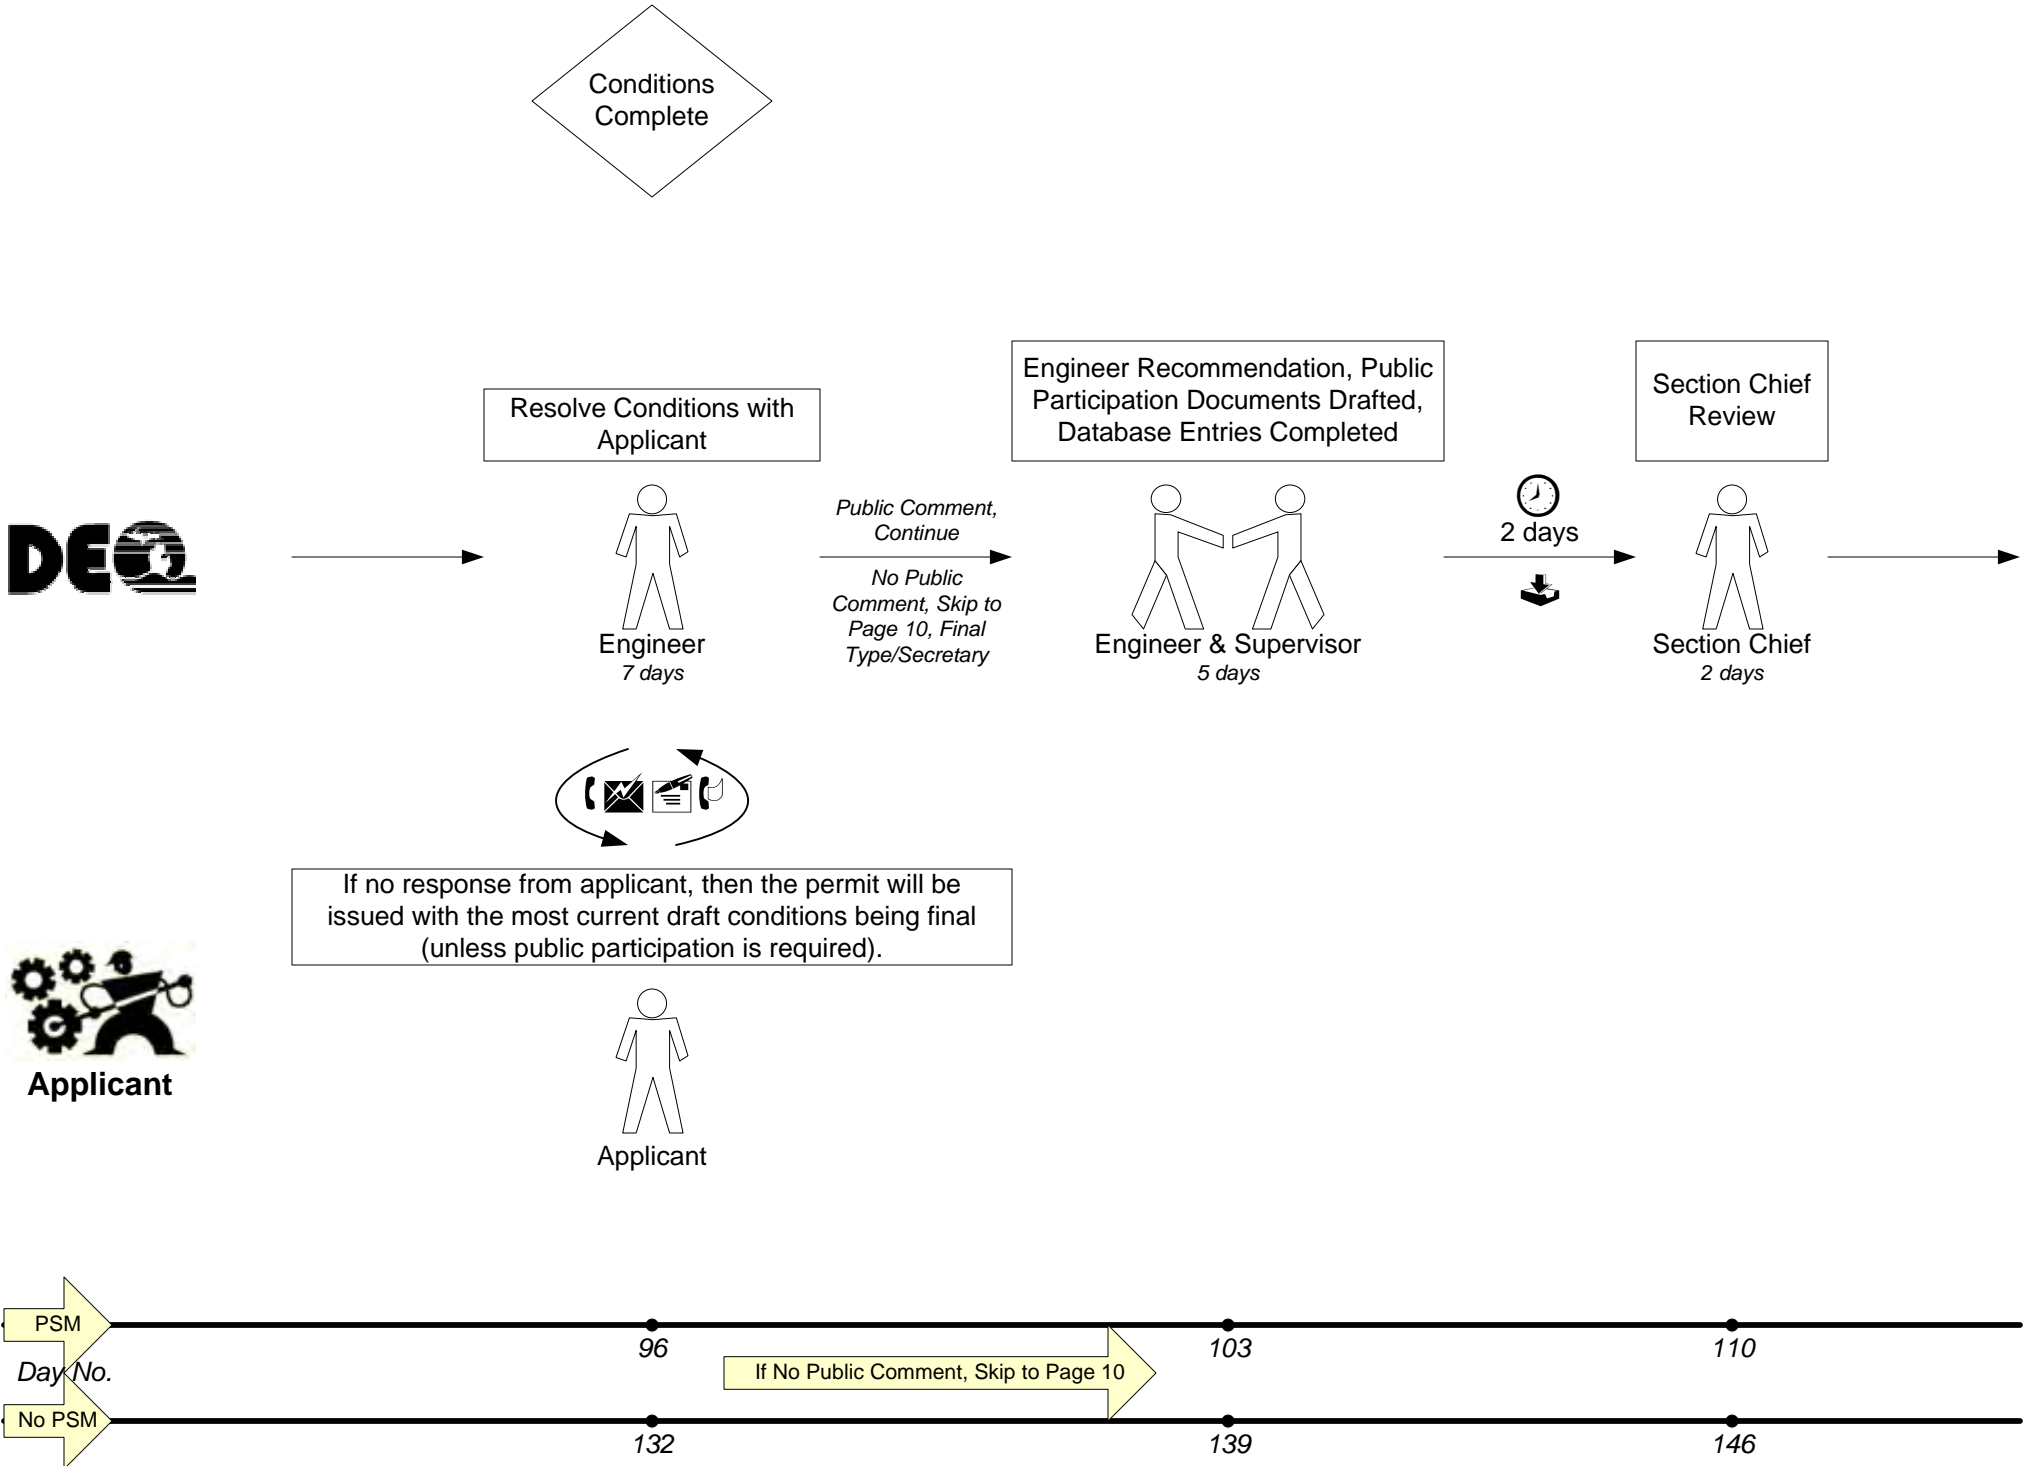 Conditions
Complete
Resolve Conditions with
Applicant
Engineer Recommendation, Public
Participation Documents Drafted,
Database Entries Completed
Section Chief
Review
DEQ
Public Comment,
Continue
No Public
Comment, Skip to
Page 10, Final
Type/Secretary
2 days
Engineer
7 days
Engineer & Supervisor
5 days
Section Chief
2 days
If no response from applicant, then the permit will be
issued with the most current draft conditions being final
(unless public participation is required).
Applicant
Applicant
PSM
96
103
110
Day No.
If No Public Comment, Skip to Page 10
No PSM
132
139
146